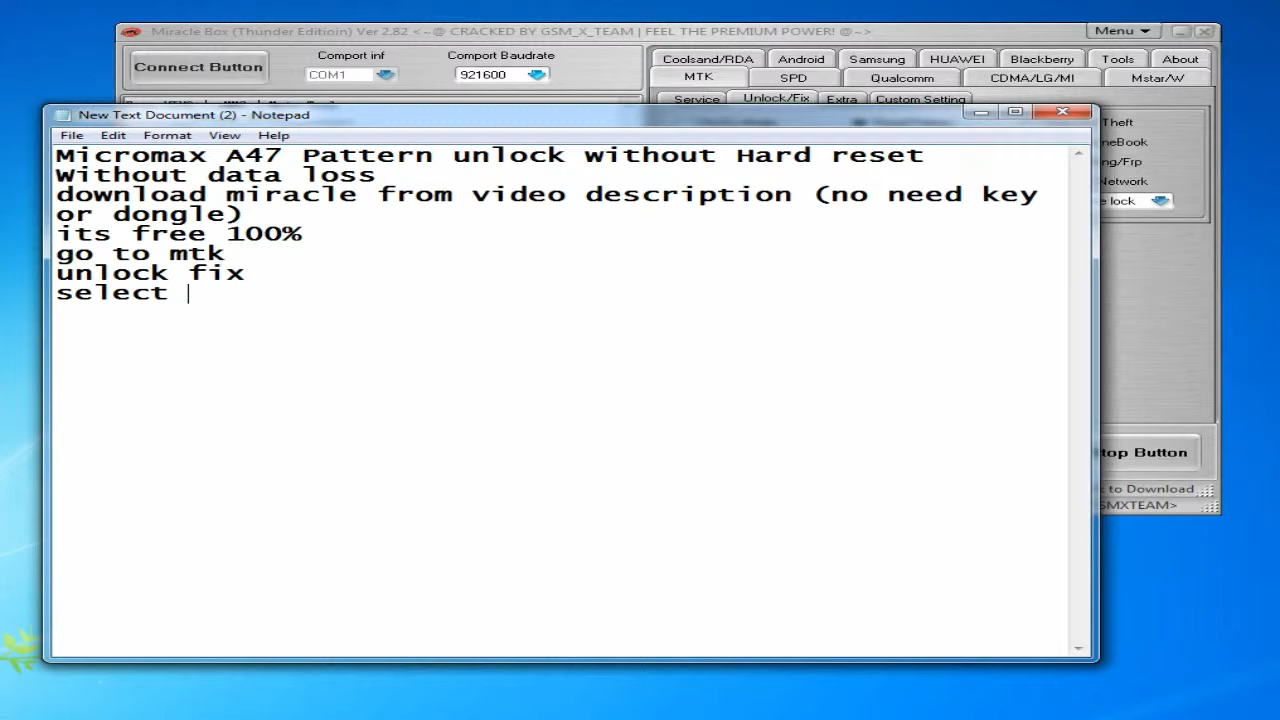 Miracle Box (Thunder Editioin) Ver 2.82 <~@ CRACKED BY GSM_X_TEAM | FEEL THE PREMIUM POWER! @~>
Menu
Connect Button
Comport inf
COM1
Comport Baudrate
921600
Coolsand/RDA Android Samsung HUAWEI Blackberry Tools About
MTK SPD Qualcomm CDMA/LG/MI Mstar/W
Service Unlock/Fix Extra Custom Setting
New Text Document (2) - Notepad
File Edit Format View Help
Micromax A47 Pattern unlock without Hard reset
Without data loss
download miracle from video description (no need key
or dongle)
its free 100%
go to mtk
unlock fix
select
Theft
neBook
ng/Frp
Network
lock
top Button
to Download
SMXTEAM>